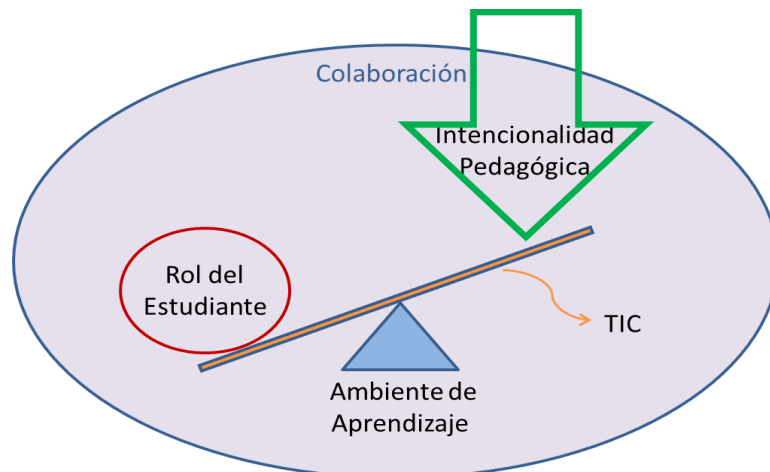 Colaboración
Intencionalidad
Pedagógica
Rol del
Estudiante
TIC
Ambiente de
Aprendizaje